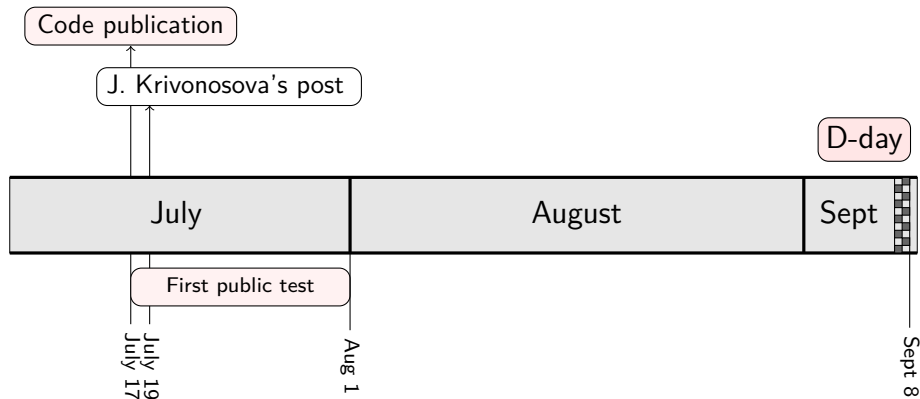 Code publication
J. Krivonosova's post
D-day
July
August
Sept
First public test
July 17
July 19
Aug 1
Sept 8